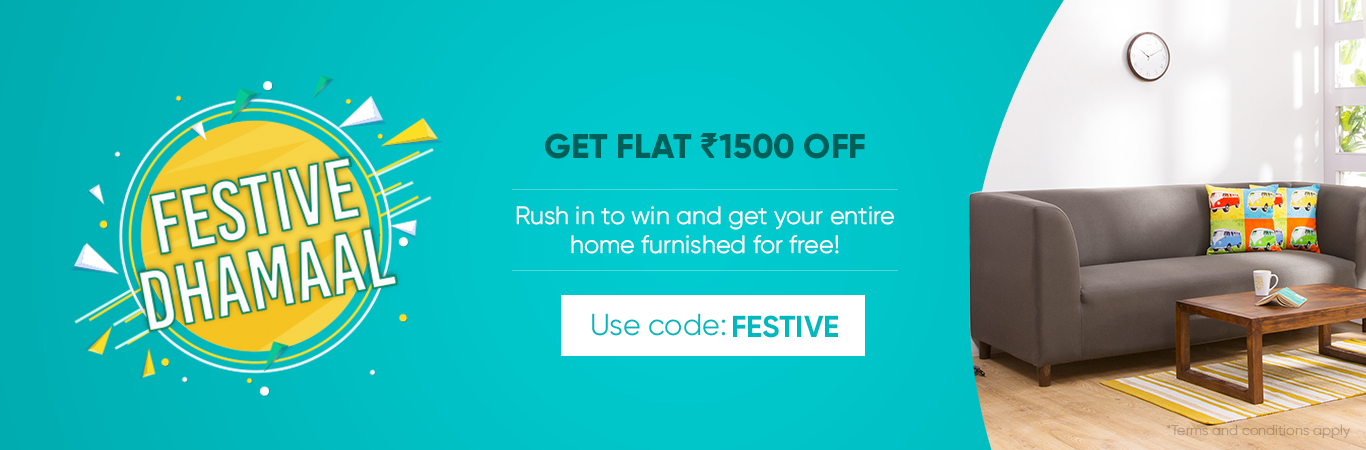 FESTIVE
DHAMAAL
GET FLAT ₹1500 OFF
Rush in to win and get your entire
home furnished for free!
Use code: FESTIVE
*Terms and conditions apply